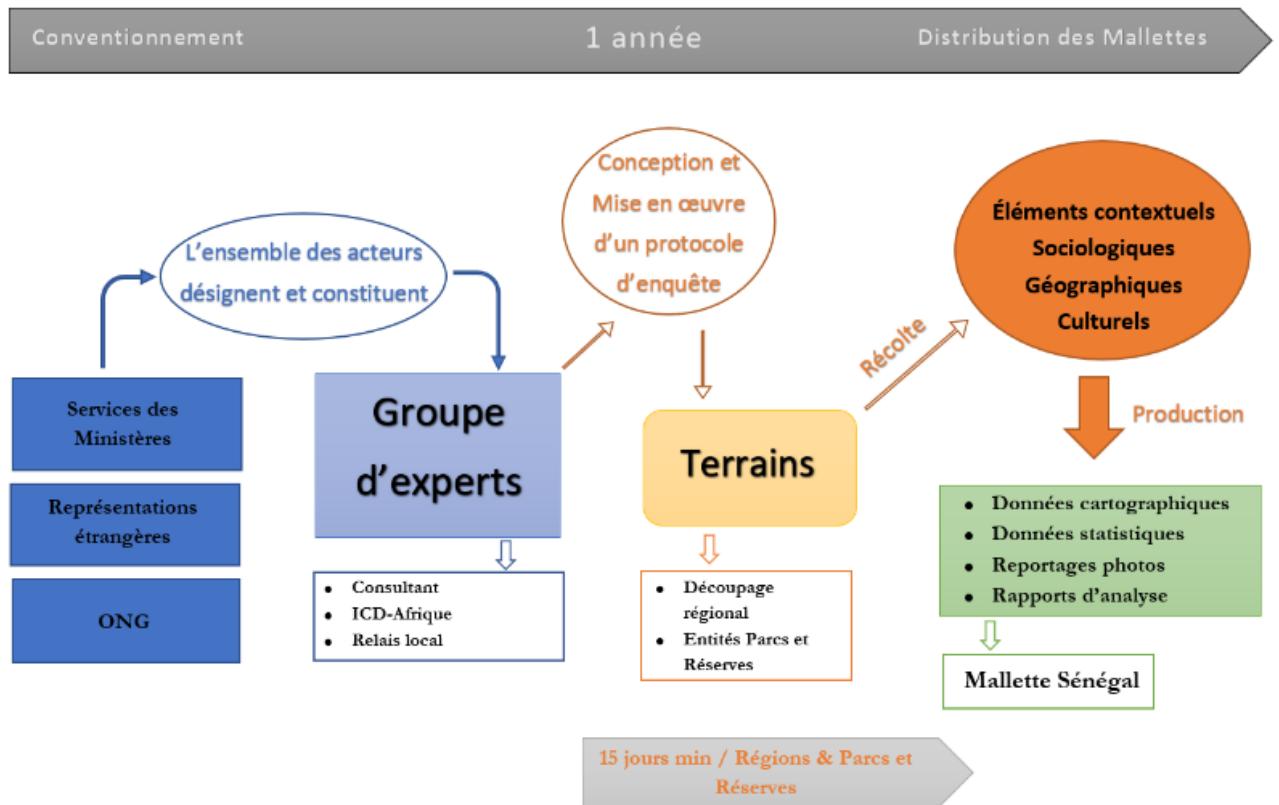 Conventionnement
1 année
Distribution des Mallettes
L’ensemble des acteurs
désignent et constituent
Services des
Ministères
Représentations
étrangères
ONG
Groupe
d’experts
• Consultant
• ICD-Afrique
• Relais local
Conception et
Mise en œuvre
d’un protocole
d’enquête
Terrains
• Découpage
régional
• Entités Parcs et
Réserves
Récolte
Éléments contextuels
Sociologiques
Géographiques
Culturels
Production
• Données cartographiques
• Données statistiques
• Reportages photos
• Rapports d’analyse
Mallette Sénégal
15 jours min / Régions & Parcs et
Réserves